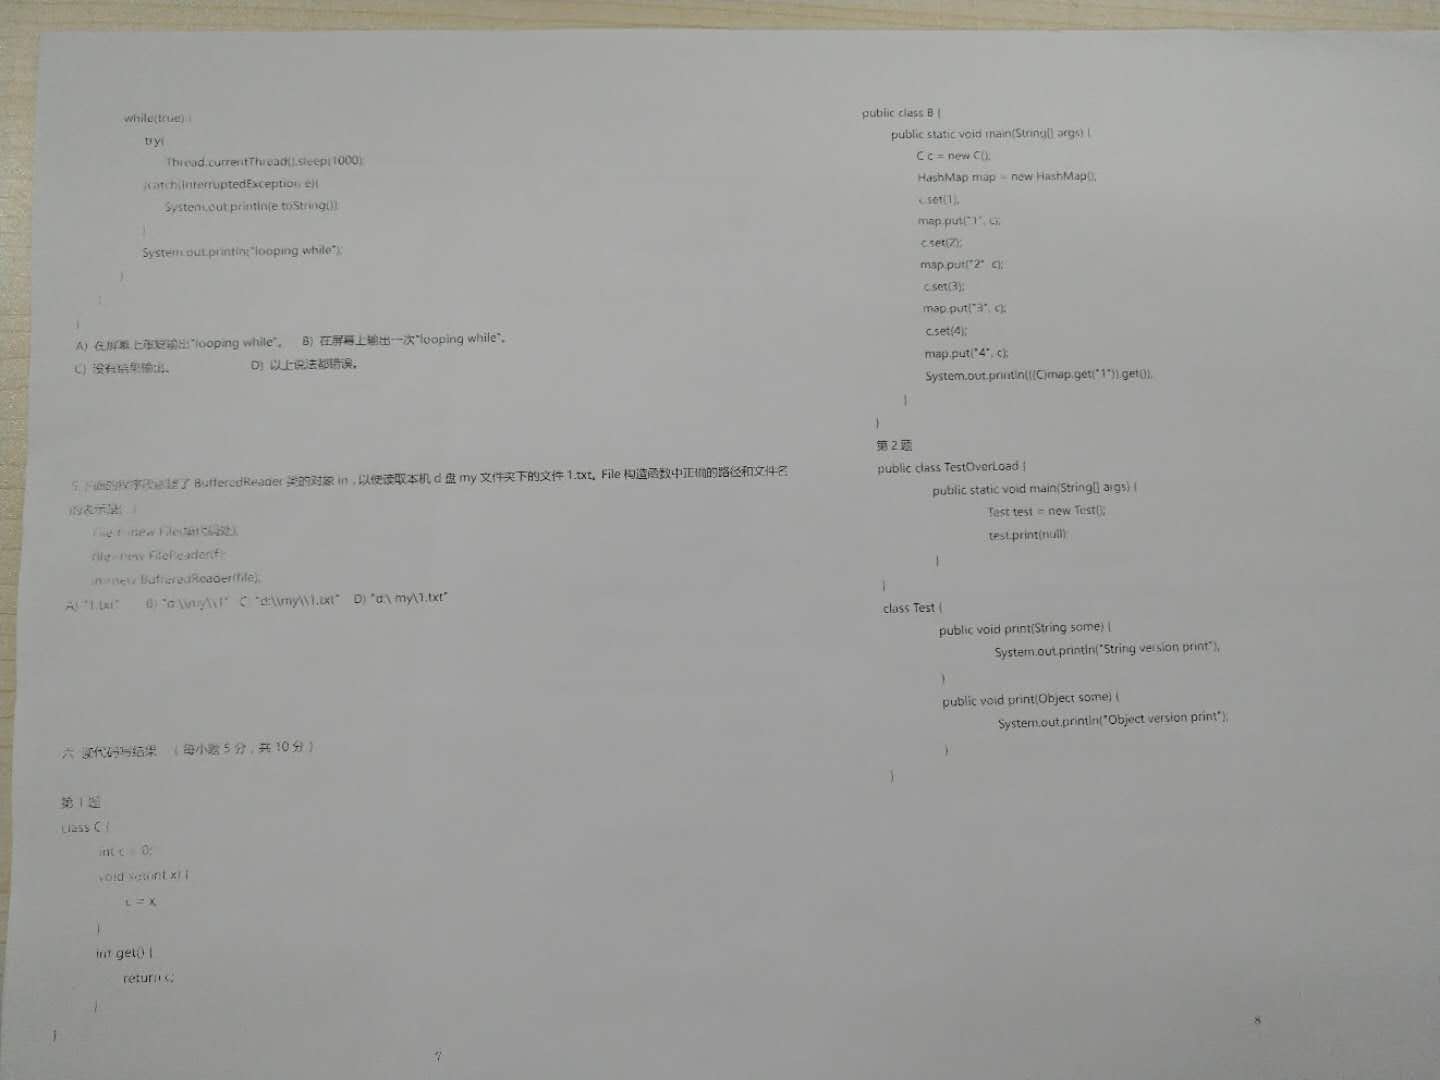 while(true) {
try{
Thread.currentThread().sleep(1000);
}catch(InterruptedException e){
System.out.println(e.toString());
}
System.out.println("looping while");
}
}
}
A) 在屏幕上重复输出"looping while"。 B) 在屏幕上输出一次"looping while"。
C) 没有结果输出。 D) 以上说法都错误。
5.下面的程序段创建了 BufferedReader 类的对象 in，以便读取本机 d 盘 my 文件夹下的文件 1.txt。File 构造函数中正确的路径和文件名
的表示是( )
File f=new File(填代码处);
file=new FileReader(f);
in=new BufferedReader(file);
A) "1.txt" B) "d:\\my\\1" C) "d:\\my\\1.txt" D) "d:\ my\1.txt"
六 读代码写结果 （每小题 5 分，共 10 分）
第 1 题
class C {
int c = 0;
void set(int x) {
c = x
}
int get() {
return c;
}
}
7
public class B {
public static void main(String[] args) {
C c = new C();
HashMap map = new HashMap();
c.set(1);
map.put("1", c);
c.set(2);
map.put("2" c);
c.set(3);
map.put("3", c);
c.set(4);
map.put("4", c);
System.out.println(((C)map.get("1")).get());
}
}
第 2 题
public class TestOverLoad {
public static void main(String[] args) {
Test test = new Test();
test.print(null);
}
}
class Test {
public void print(String some) {
System.out.println("String version print");
}
public void print(Object some) {
System.out.println("Object version print");
}
}
8